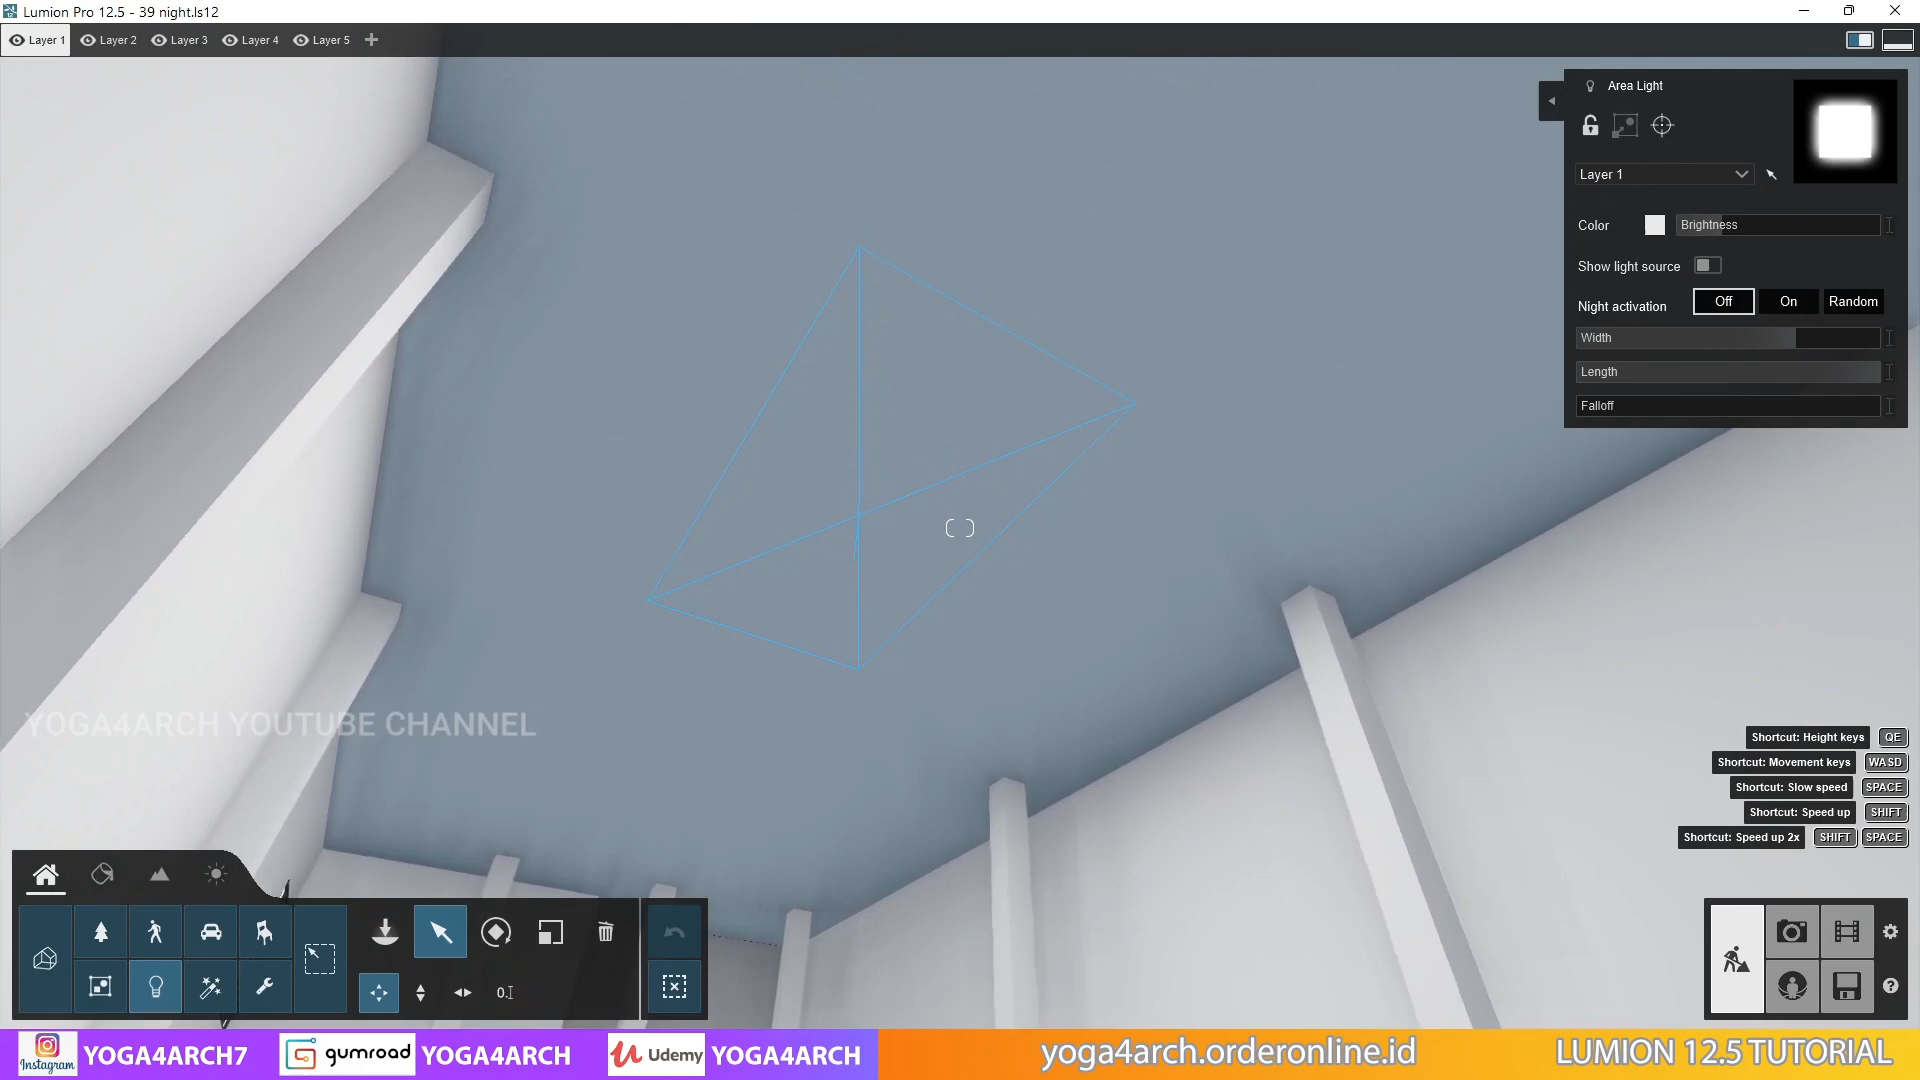 Lumion Pro 12.5 - 39 night.ls12
Layer 1 Layer 2 Layer 3 Layer 4 Layer 5
Area Light
Layer 1
Color Brightness
Show light source
Night activation Off On Random
Width
Length
Falloff
YOGA4ARCH YOUTUBE CHANNEL
Shortcut: Height keys QE
Shortcut: Movement keys WASD
Shortcut: Slow speed SPACE
Shortcut: Speed up SHIFT
Shortcut: Speed up 2x SHIFT SPACE
Instagram YOGA4ARCH7 gumroad YOGA4ARCH Udemy YOGA4ARCH yoga4arch.orderonline.id LUMION 12.5 TUTORIAL